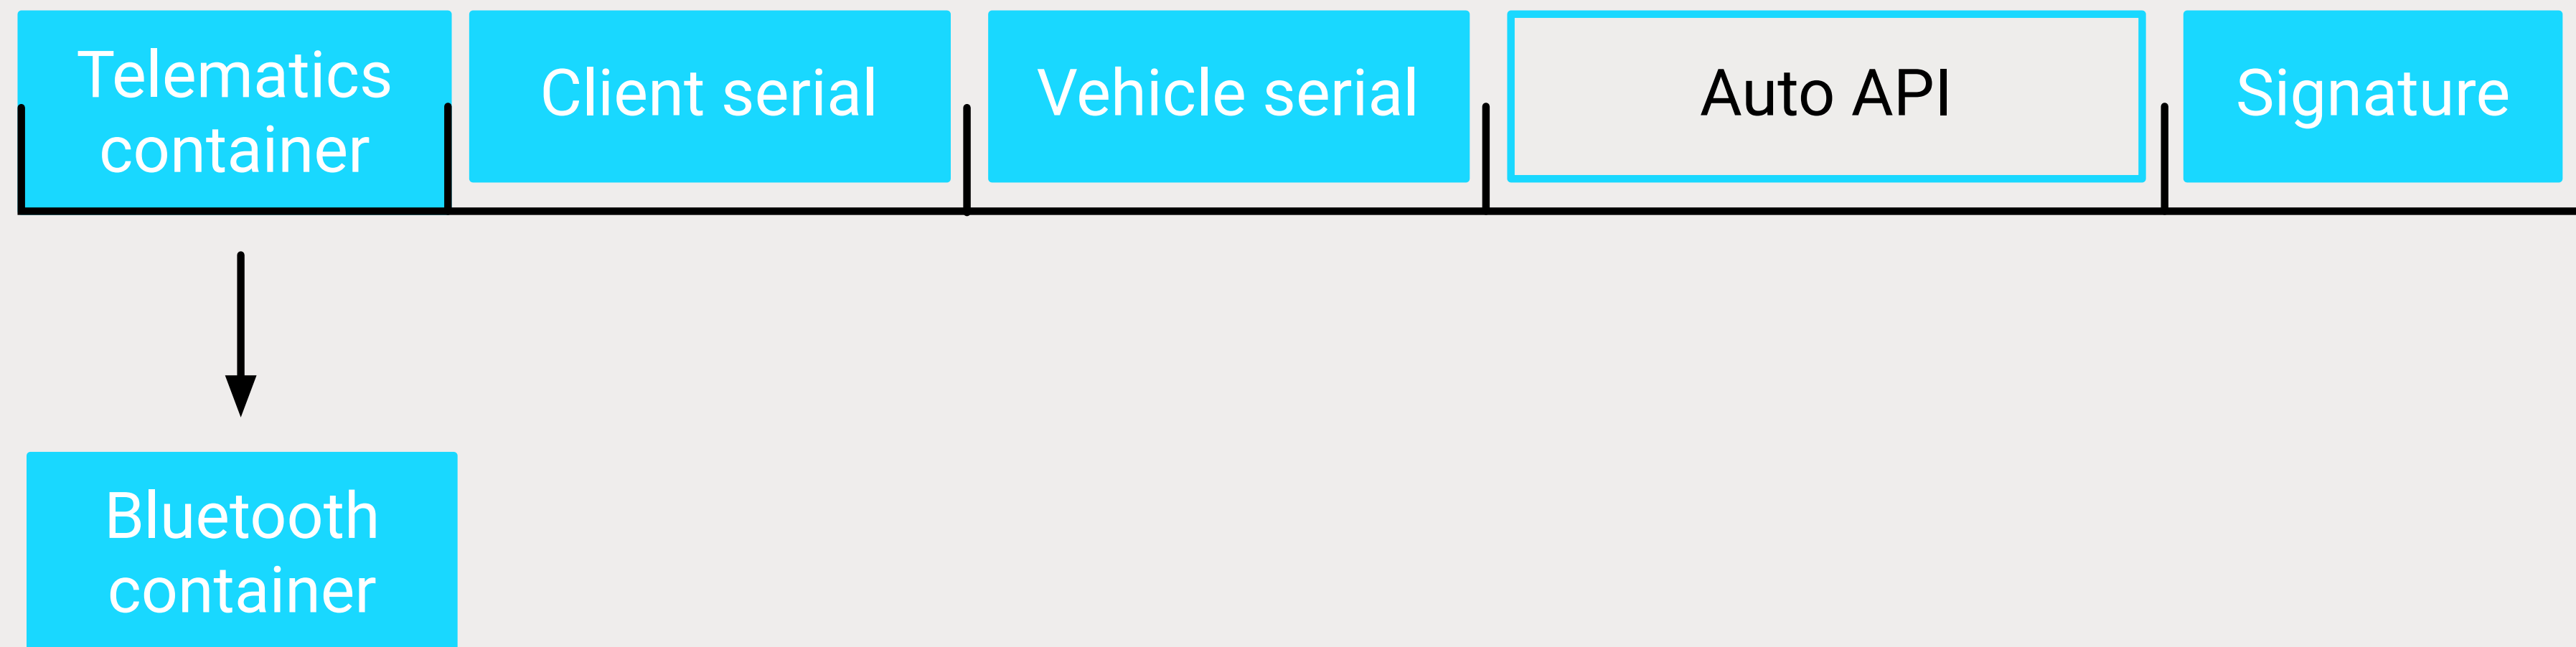 Telematics
container
Client serial
Vehicle serial
Auto API
Signature
Bluetooth
container